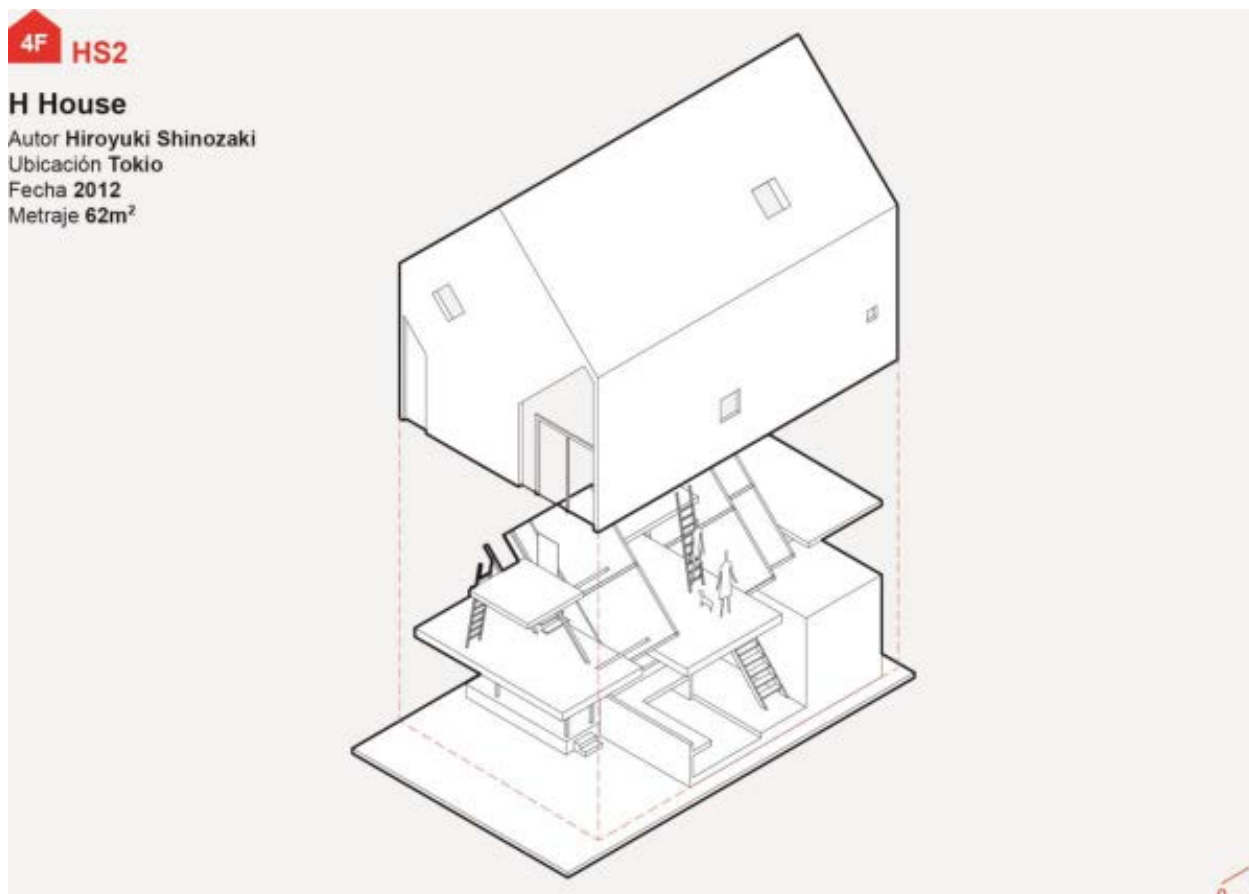 4F HS2
H House
Autor Hiroyuki Shinozaki
Ubicación Tokio
Fecha 2012
Metraje 62m²